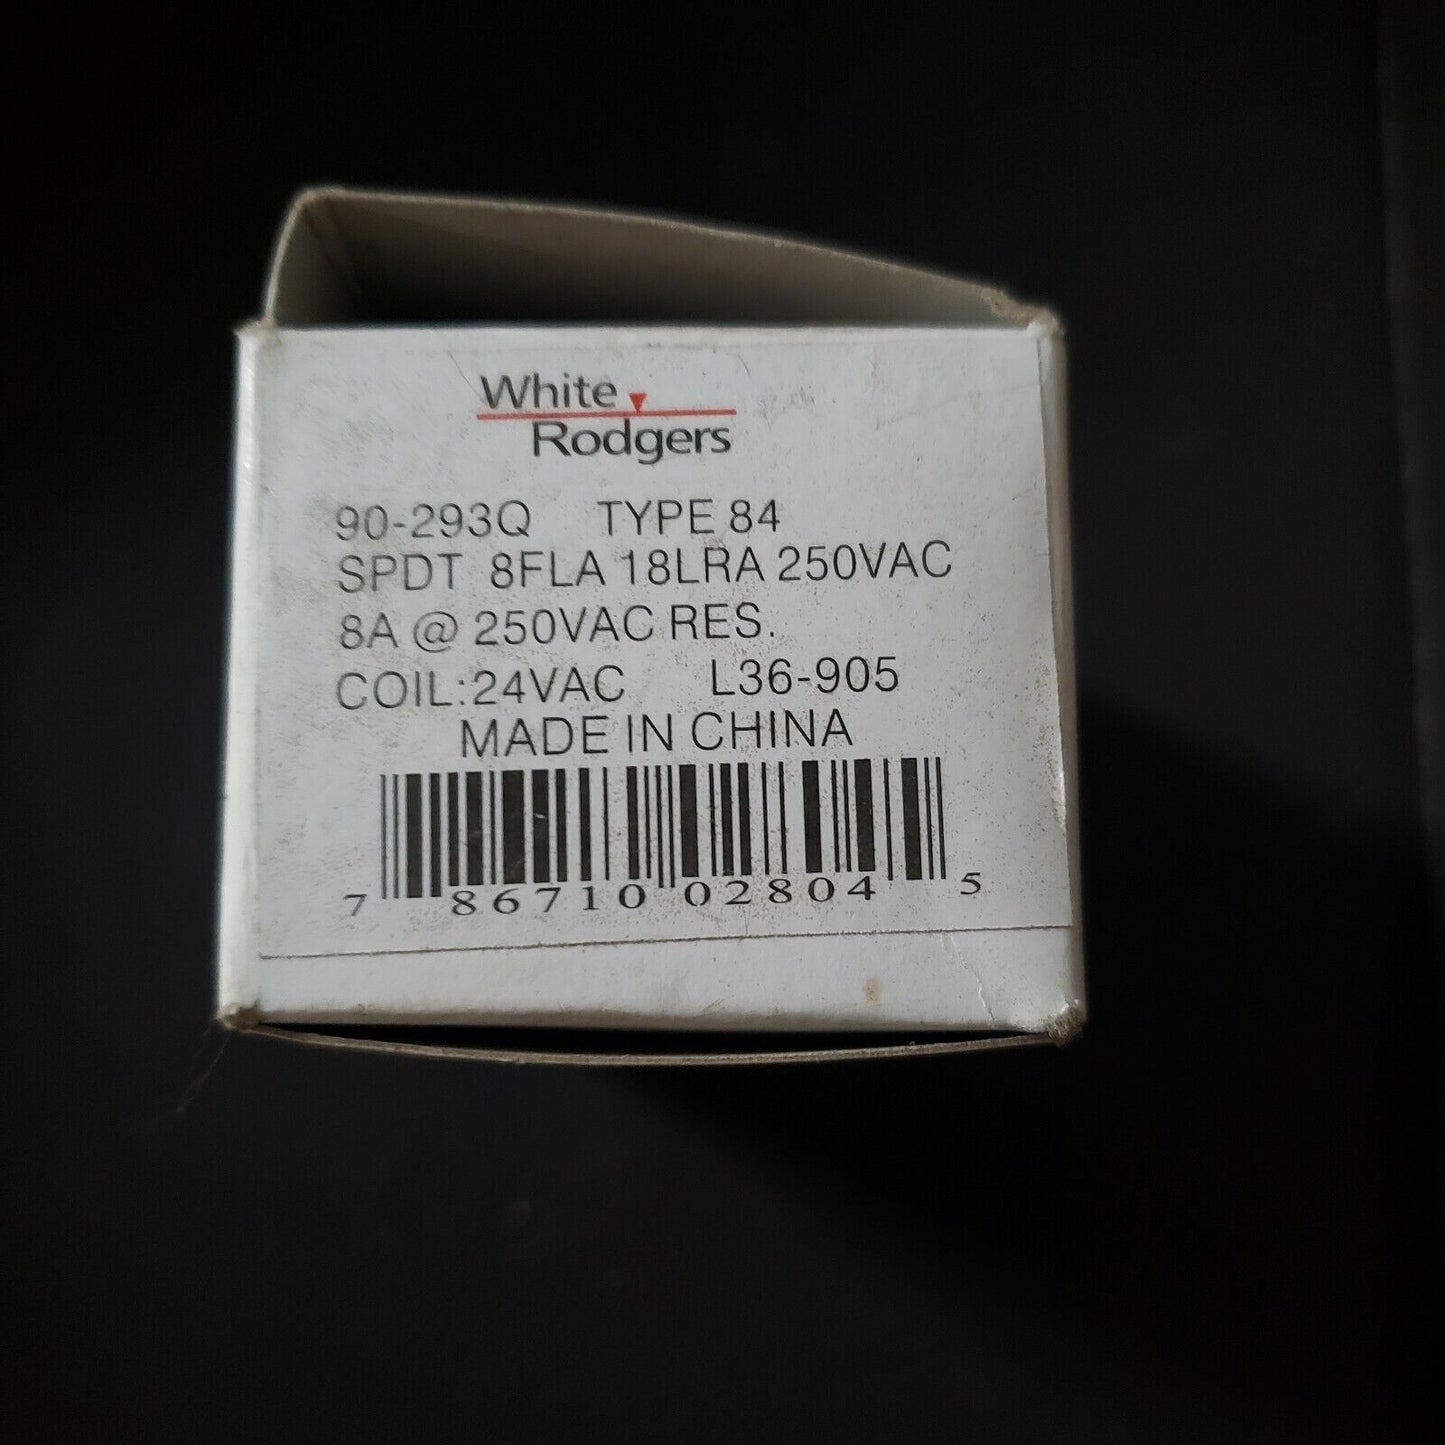 White
Rodgers
90-293Q TYPE 84
SPDT 8FLA 18LRA 250VAC
8A @ 250VAC RES.
COIL:24VAC L36-905
MADE IN CHINA
7 86710 02804 5